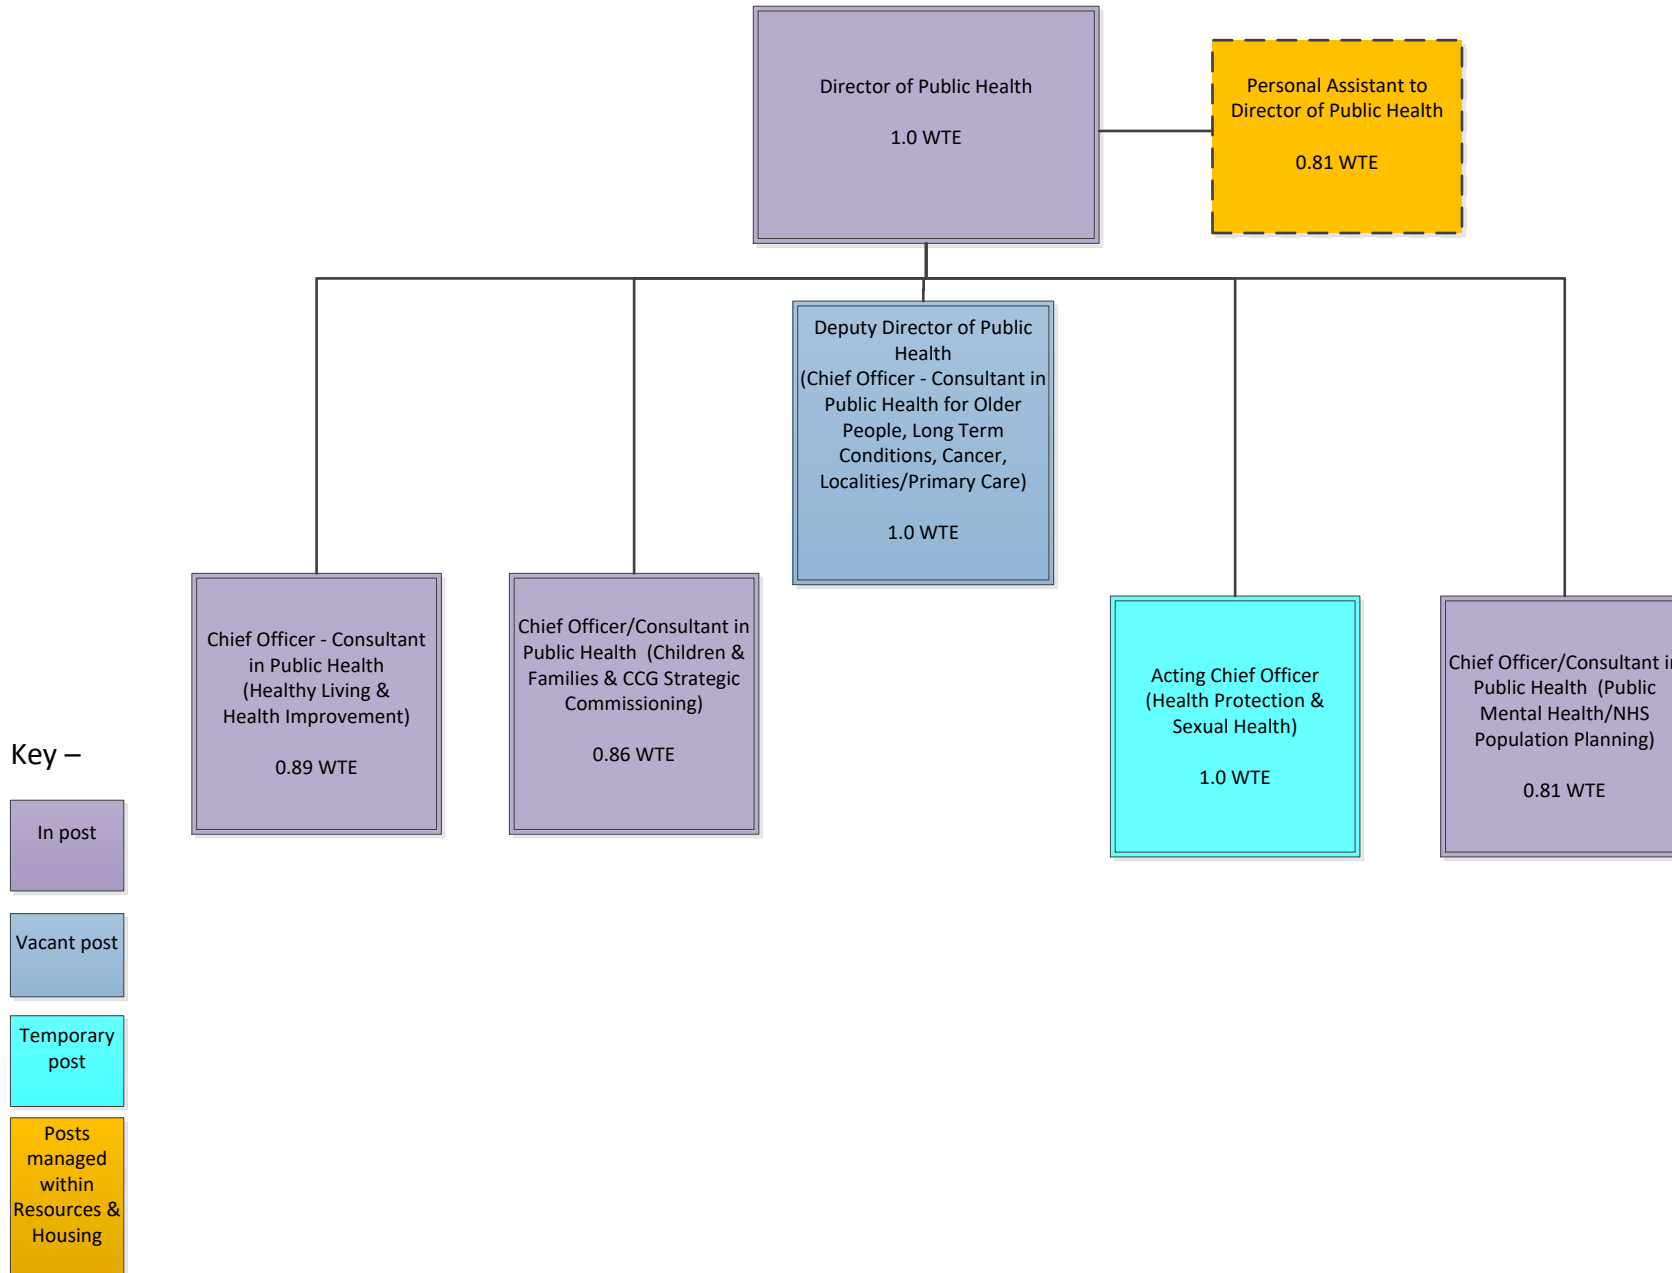 Director of Public Health
1.0 WTE
Personal Assistant to
Director of Public Health
0.81 WTE
Deputy Director of Public
Health
(Chief Officer - Consultant in
Public Health for Older
People, Long Term
Conditions, Cancer,
Localities/Primary Care)
1.0 WTE
Chief Officer - Consultant
in Public Health
(Healthy Living &
Health Improvement)
0.89 WTE
Chief Officer/Consultant in
Public Health  (Children &
Families & CCG Strategic
Commissioning)
0.86 WTE
Acting Chief Officer
(Health Protection &
Sexual Health)
1.0 WTE
Chief Officer/Consultant in
Public Health  (Public
Mental Health/NHS
Population Planning)
0.81 WTE
Key –
In post
Vacant post
Temporary
post
Posts
managed
within
Resources &
Housing